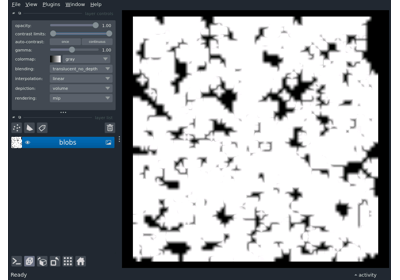 File View Plugins Window Help
opacity: 1.00
contrast limits:
auto-contrast: once continuous
gamma: 1.00
colormap: gray
blending: translucent_no_depth
interpolation: linear
depiction: volume
rendering: mip
blobs
Ready activity